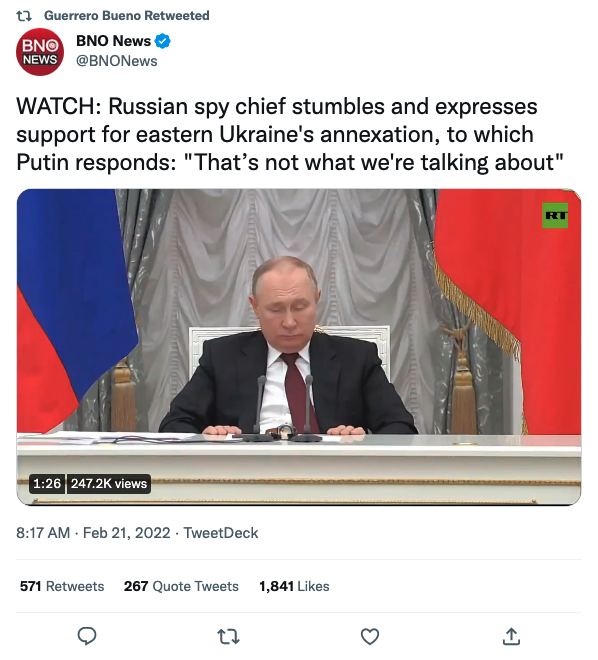 Guerrero Bueno Retweeted
BNO
NEWS
BNO News
@BNONews
WATCH: Russian spy chief stumbles and expresses
support for eastern Ukraine's annexation, to which
Putin responds: "That’s not what we're talking about"
RT
1:26 247.2K views
8:17 AM · Feb 21, 2022 · TweetDeck
571 Retweets 267 Quote Tweets 1,841 Likes